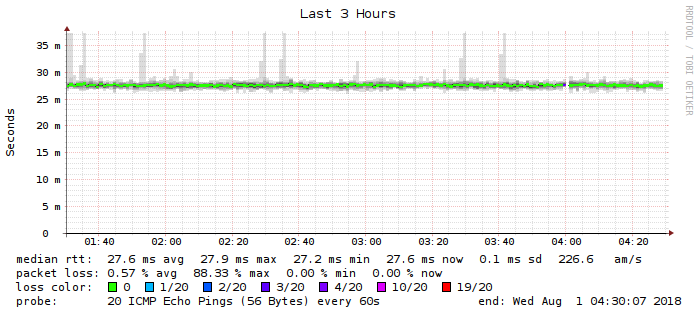 Last 3 Hours
RRDTOOL / TOBI OETIKER
Seconds
35 m
30 m
25 m
20 m
15 m
10 m
5 m
0
01:40 02:00 02:20 02:40 03:00 03:20 03:40 04:00 04:20
median rtt: 27.6 ms avg 27.9 ms max 27.2 ms min 27.6 ms now 0.1 ms sd 226.6 am/s
packet loss: 0.57 % avg 88.33 % max 0.00 % min 0.00 % now
loss color: 0 1/20 2/20 3/20 4/20 10/20 19/20
probe: 20 ICMP Echo Pings (56 Bytes) every 60s end: Wed Aug 1 04:30:07 2018